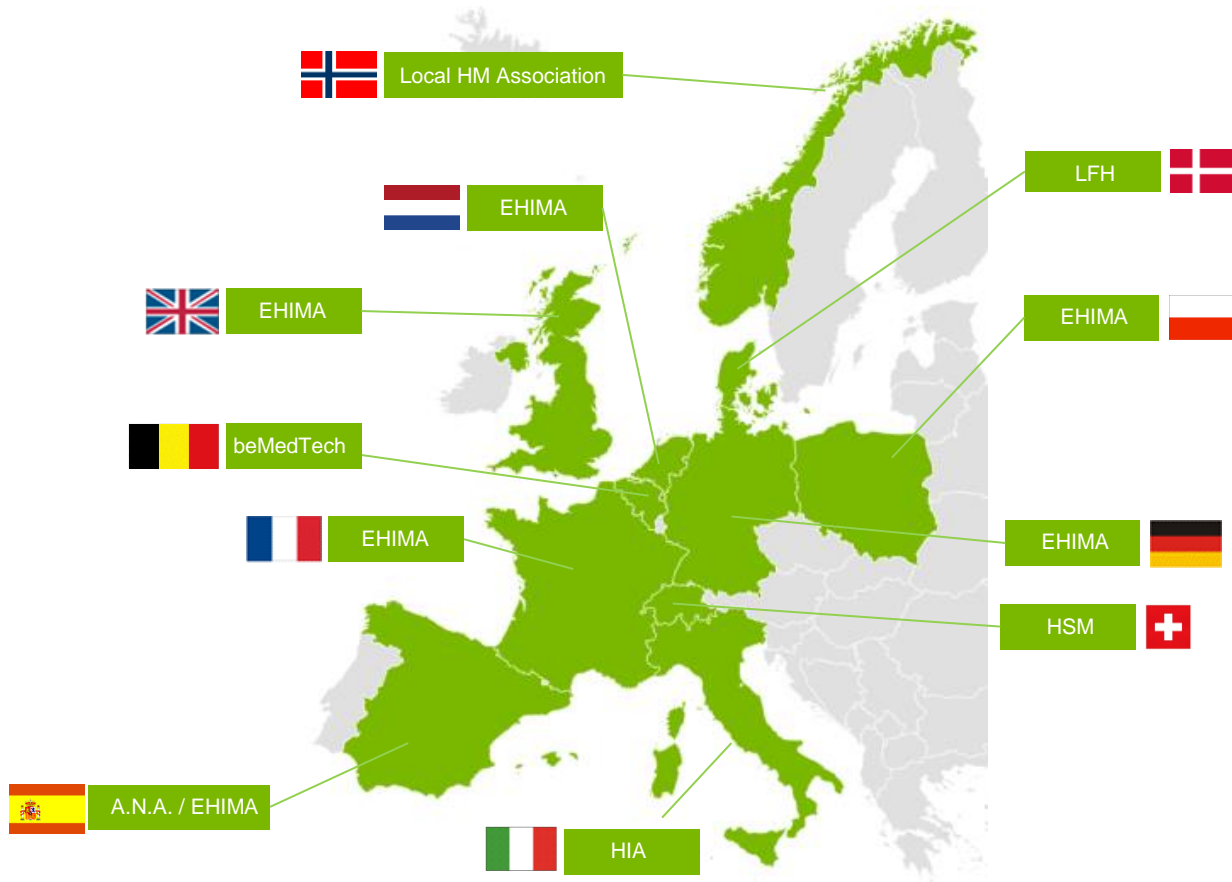 Local HM Association
LFH
EHIMA
EHIMA
EHIMA
beMedTech
EHIMA
EHIMA
HSM
A.N.A. / EHIMA
HIA